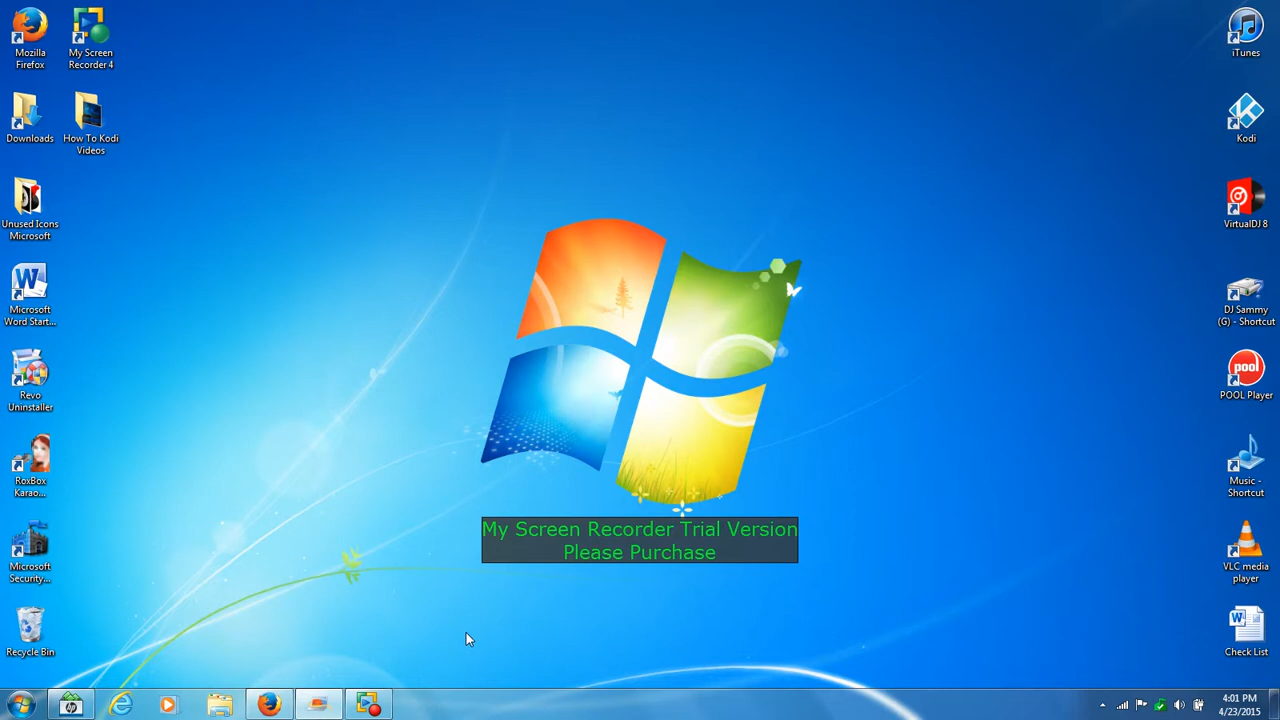 Mozilla
Firefox
My Screen
Recorder 4
Downloads
How To Kodi
Videos
Unused Icons
Microsoft
Microsoft
Word Start...
Revo
Uninstaller
RoxBox
Karao...
Microsoft
Security...
Recycle Bin
My Screen Recorder Trial Version
Please Purchase
iTunes
Kodi
VirtualDJ 8
DJ Sammy
(G) - Shortcut
pool
POOL Player
Music -
Shortcut
VLC media
player
Check List
4:01 PM
4/23/2015